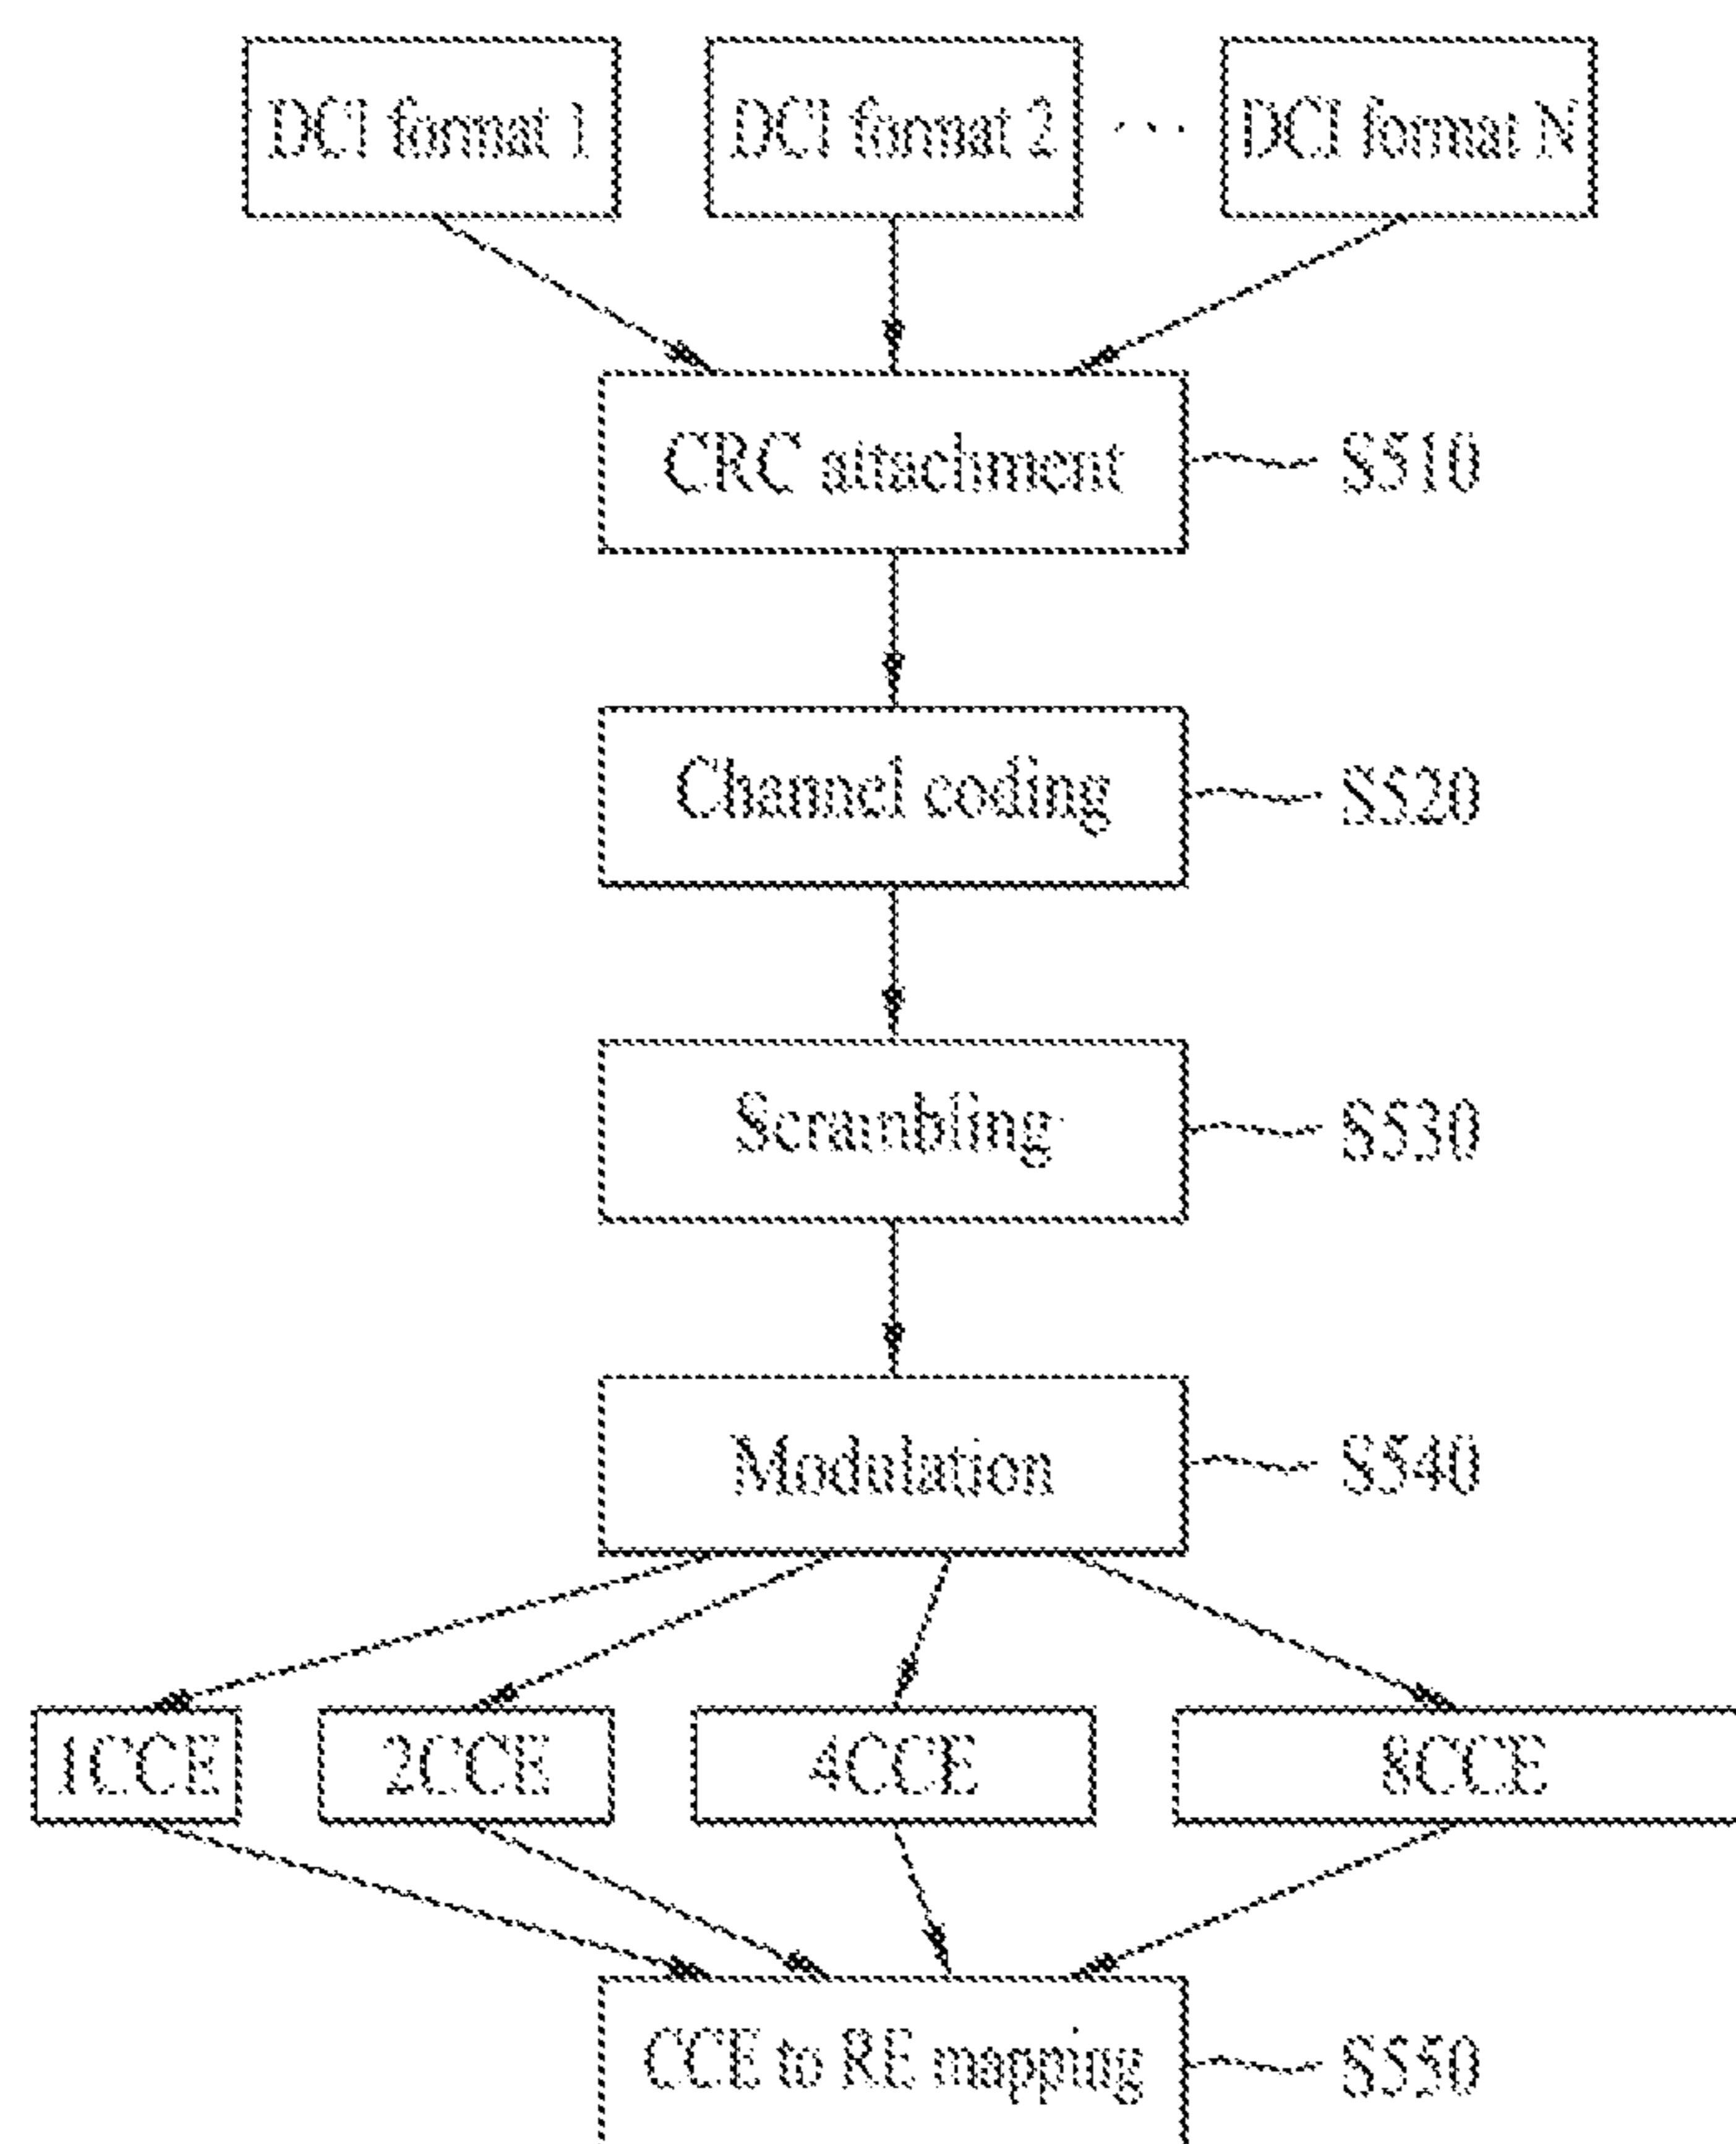 DCI format 1 DCI format 2 ... DCI format N
CRC attachment S510
Channel coding S520
Scrambling S530
Modulation S540
1CCE 2CCE 4CCE 8CCE
CCE to RE mapping S550